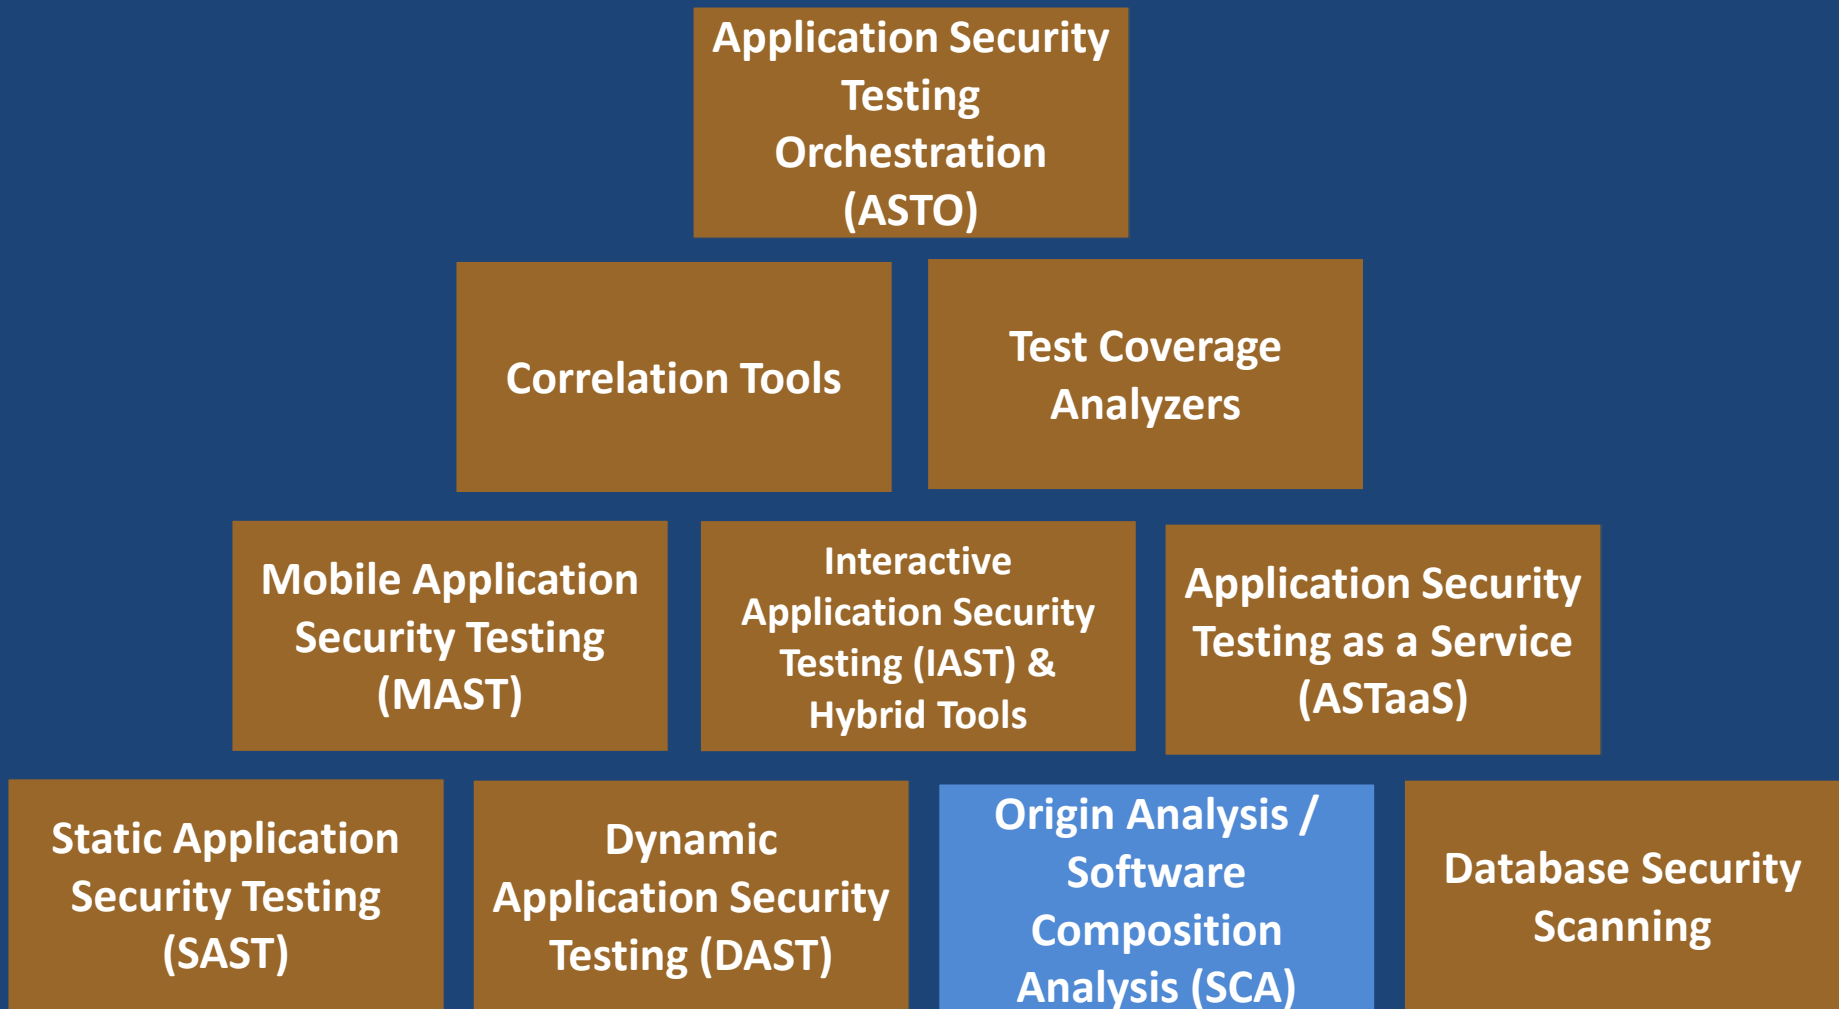 Application Security
Testing
Orchestration
(ASTO)
Correlation Tools
Test Coverage
Analyzers
Mobile Application
Security Testing
(MAST)
Interactive
Application Security
Testing (IAST) &
Hybrid Tools
Application Security
Testing as a Service
(ASTaaS)
Static Application
Security Testing
(SAST)
Dynamic
Application Security
Testing (DAST)
Origin Analysis /
Software
Composition
Analysis (SCA)
Database Security
Scanning